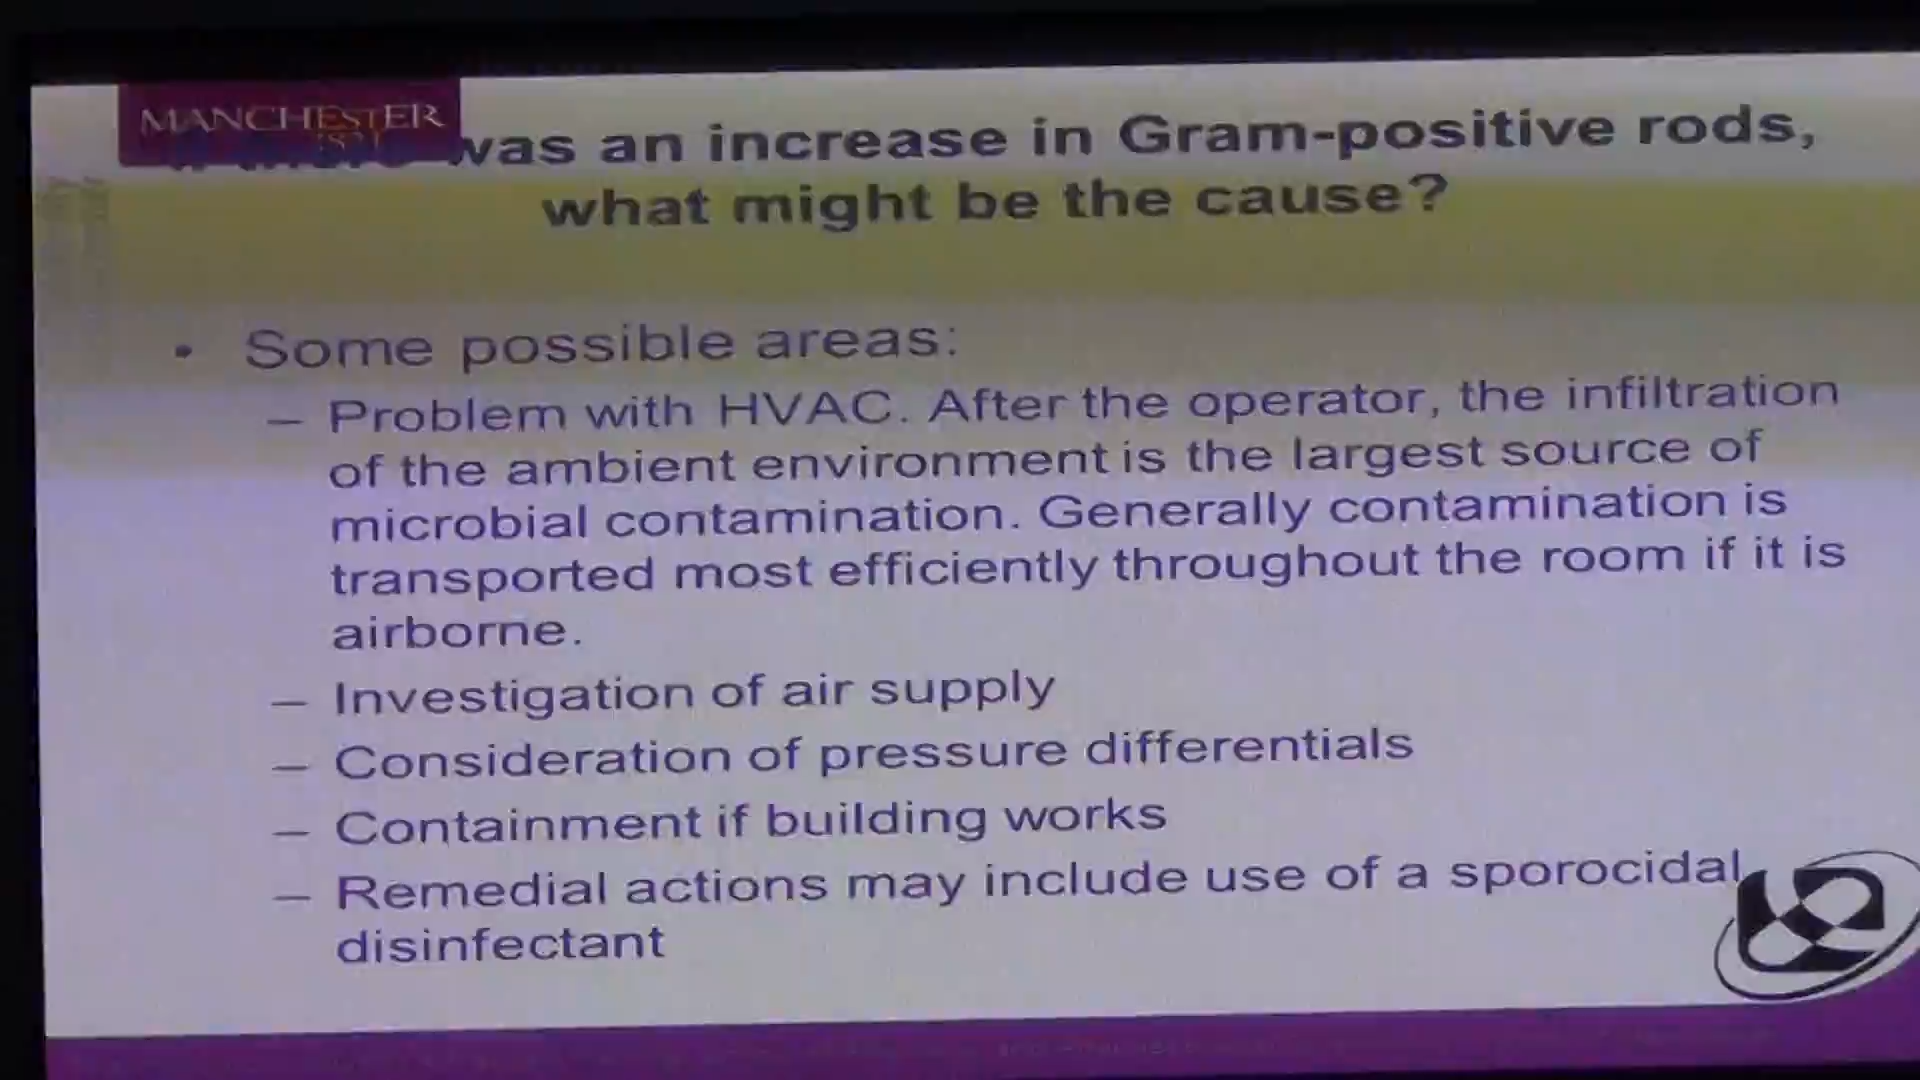 MANCHESTER
1824
was an increase in Gram-positive rods,
what might be the cause?
• Some possible areas:
– Problem with HVAC. After the operator, the infiltration
of the ambient environment is the largest source of
microbial contamination. Generally contamination is
transported most efficiently throughout the room if it is
airborne.
– Investigation of air supply
– Consideration of pressure differentials
– Containment if building works
– Remedial actions may include use of a sporocidal
disinfectant